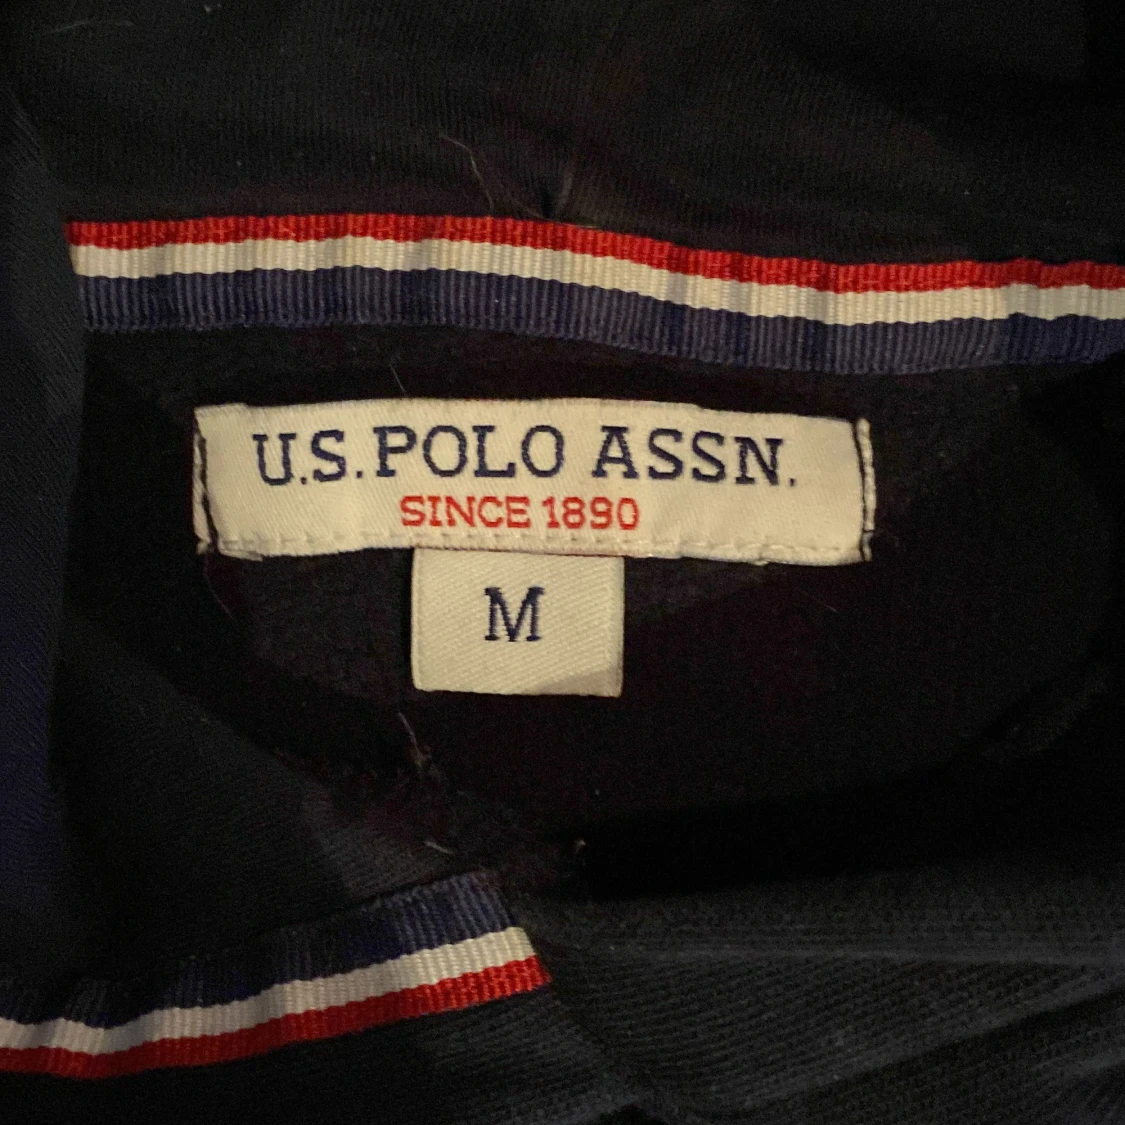 U.S. POLO ASSN.
SINCE 1890
M